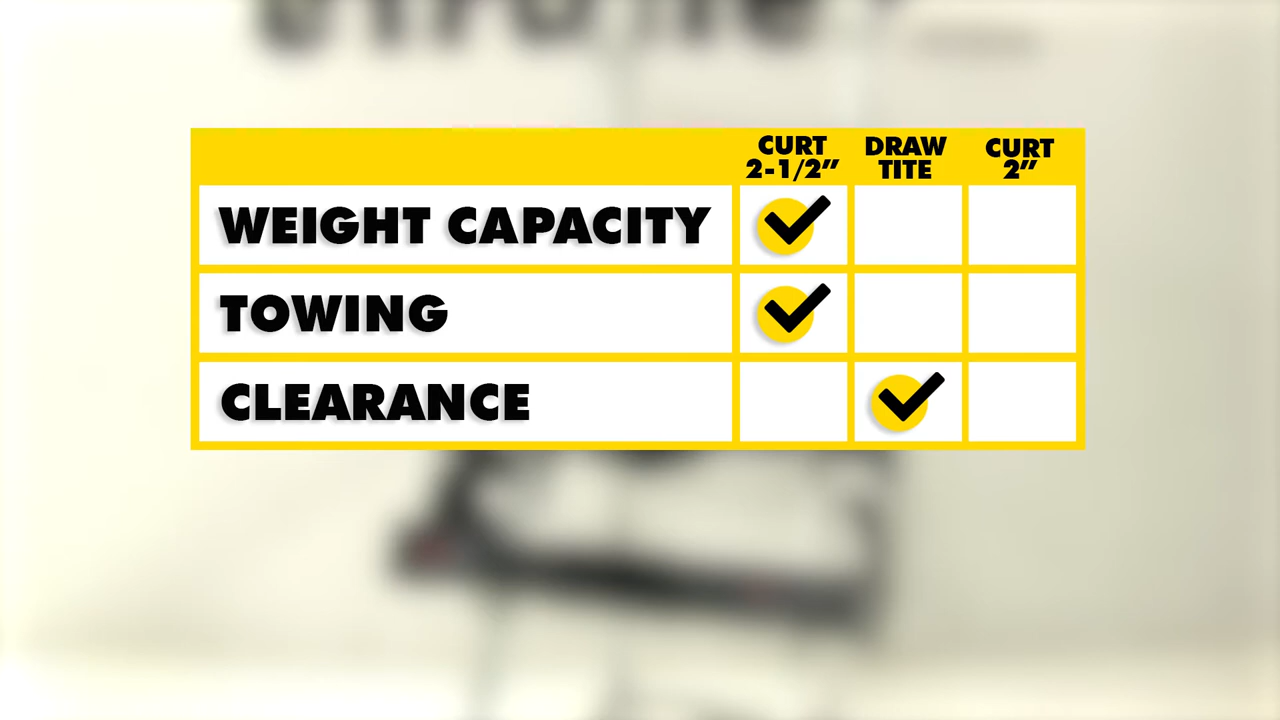 CURT 2-1/2” DRAW TITE CURT 2”
WEIGHT CAPACITY
TOWING
CLEARANCE